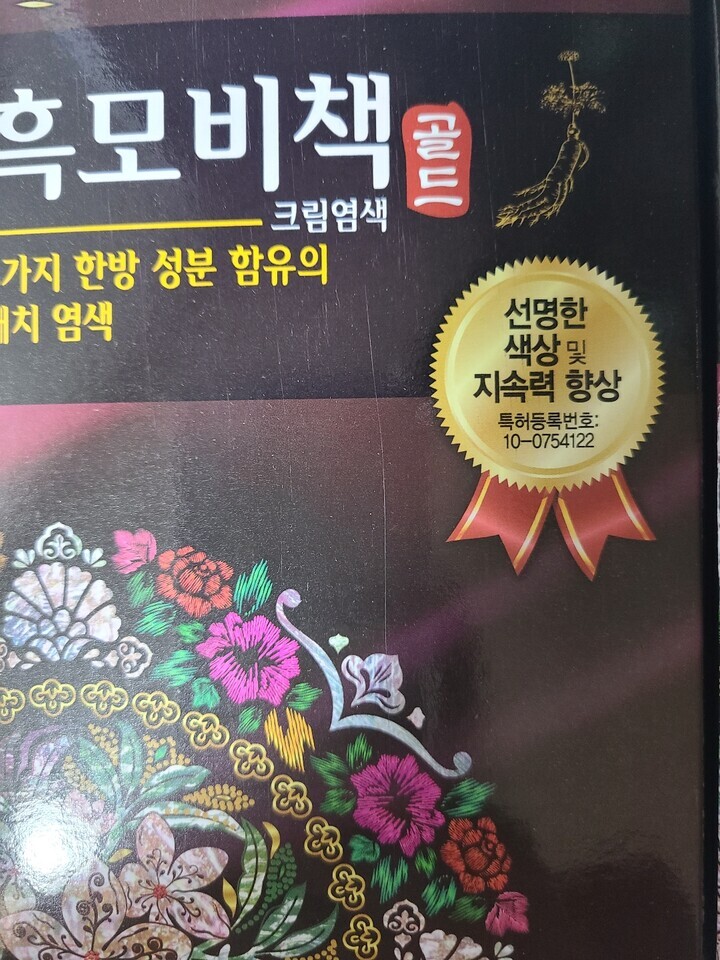 흑모비책
골드
크림염색
가지 한방 성분 함유의
염색
선명한
색상 및
지속력 향상
특허등록번호:
10-0754122